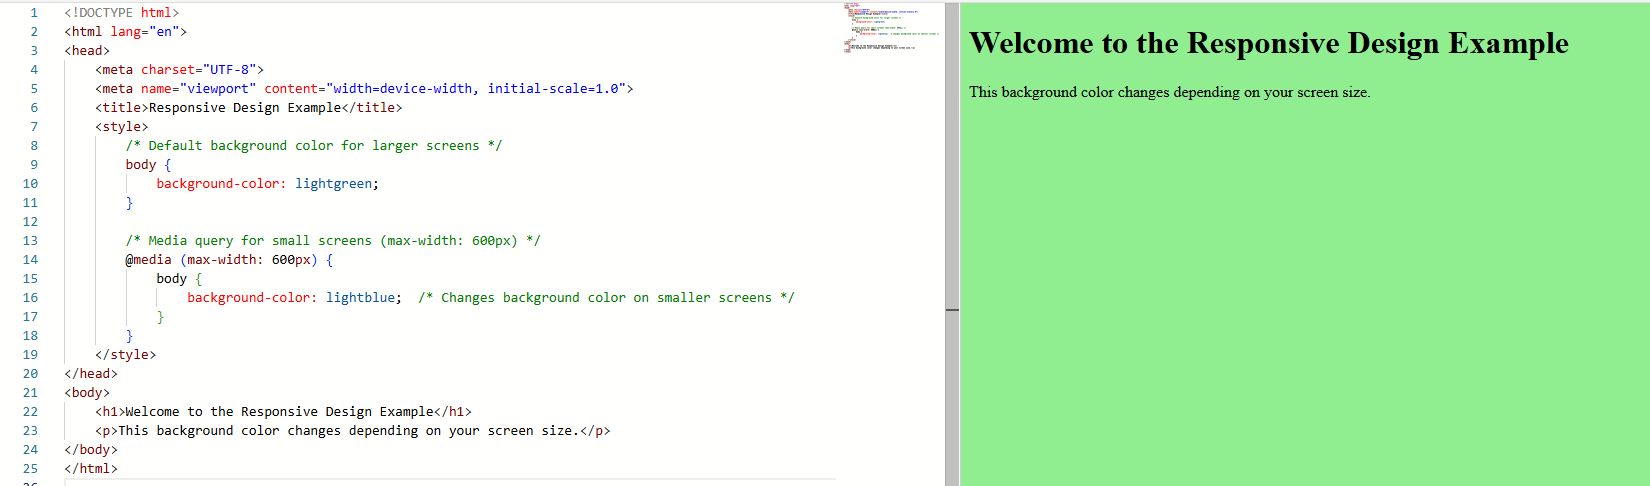 1 <!DOCTYPE html>
2 <html lang="en">
3 <head>
4     <meta charset="UTF-8">
5     <meta name="viewport" content="width=device-width, initial-scale=1.0">
6     <title>Responsive Design Example</title>
7     <style>
8         /* Default background color for larger screens */
9         body {
10             background-color: lightgreen;
11         }
12
13         /* Media query for small screens (max-width: 600px) */
14         @media (max-width: 600px) {
15             body {
16                 background-color: lightblue;  /* Changes background color on smaller screens */
17             }
18         }
19     </style>
20 </head>
21 <body>
22     <h1>Welcome to the Responsive Design Example</h1>
23     <p>This background color changes depending on your screen size.</p>
24 </body>
25 </html>
26
Welcome to the Responsive Design Example
This background color changes depending on your screen size.